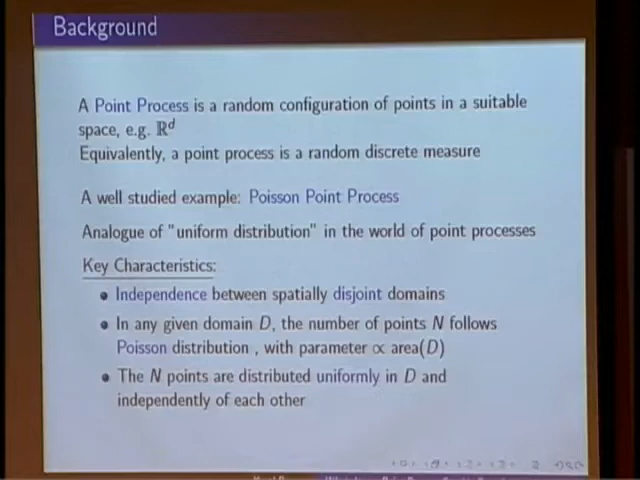 Background
A Point Process is a random configuration of points in a suitable
space, e.g. ℝᵈ
Equivalently, a point process is a random discrete measure
A well studied example: Poisson Point Process
Analogue of "uniform distribution" in the world of point processes
Key Characteristics:
• Independence between spatially disjoint domains
• In any given domain D, the number of points N follows
Poisson distribution , with parameter ∝ area(D)
• The N points are distributed uniformly in D and
independently of each other